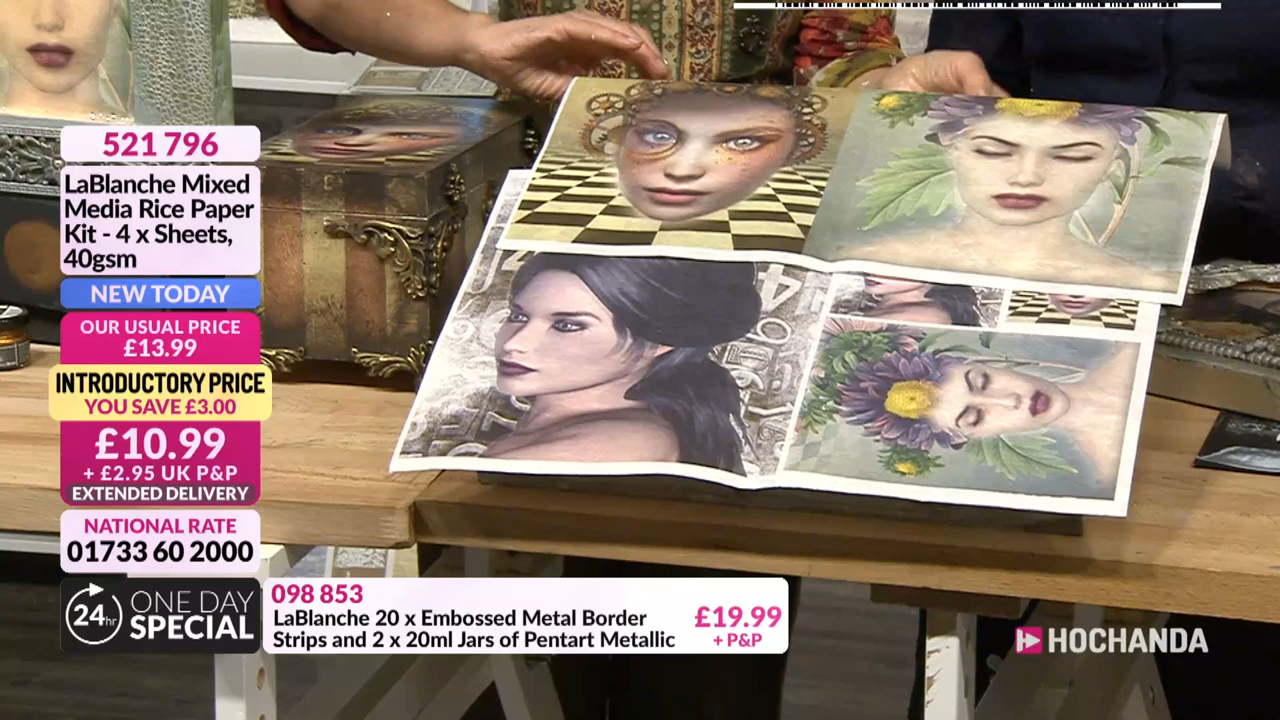 521 796
LaBlanche Mixed
Media Rice Paper
Kit - 4 x Sheets,
40gsm
NEW TODAY
OUR USUAL PRICE
£13.99
INTRODUCTORY PRICE
YOU SAVE £3.00
£10.99
+ £2.95 UK P&P
EXTENDED DELIVERY
NATIONAL RATE
01733 60 2000
24hr
ONE DAY
SPECIAL
098 853
LaBlanche 20 x Embossed Metal Border
Strips and 2 x 20ml Jars of Pentart Metallic
£19.99
+ P&P
HOCHANDA